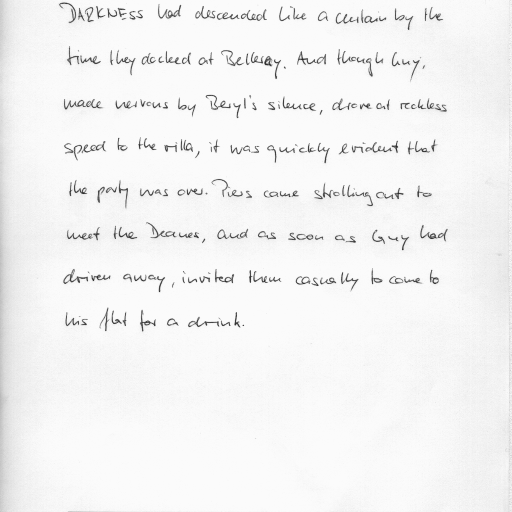 DARKNESS had descended like a curtain by the
time they docked at Belleray. And though Guy,
made nervous by Beryl's silence, drove at reckless
speed to the villa, it was quickly evident that
the party was over. Piers came strolling out to
meet the Deanes, and as soon as Guy had
driven away, invited them casually to come to
his flat for a drink.